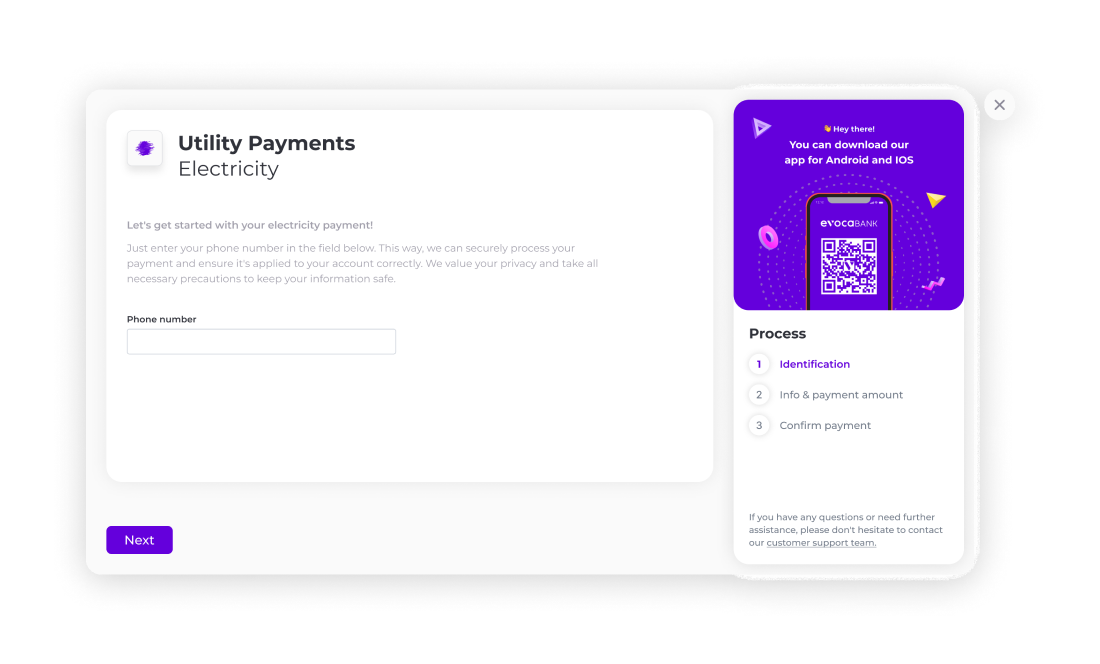 Utility Payments
Electricity
Let's get started with your electricity payment!
Just enter your phone number in the field below. This way, we can securely process your
payment and ensure it's applied to your account correctly. We value your privacy and take all
necessary precautions to keep your information safe.
Phone number
Next
👋 Hey there!
You can download our
app for Android and IOS
evocaBANK
Process
1 Identification
2 Info & payment amount
3 Confirm payment
If you have any questions or need further
assistance, please don't hesitate to contact
our customer support team.